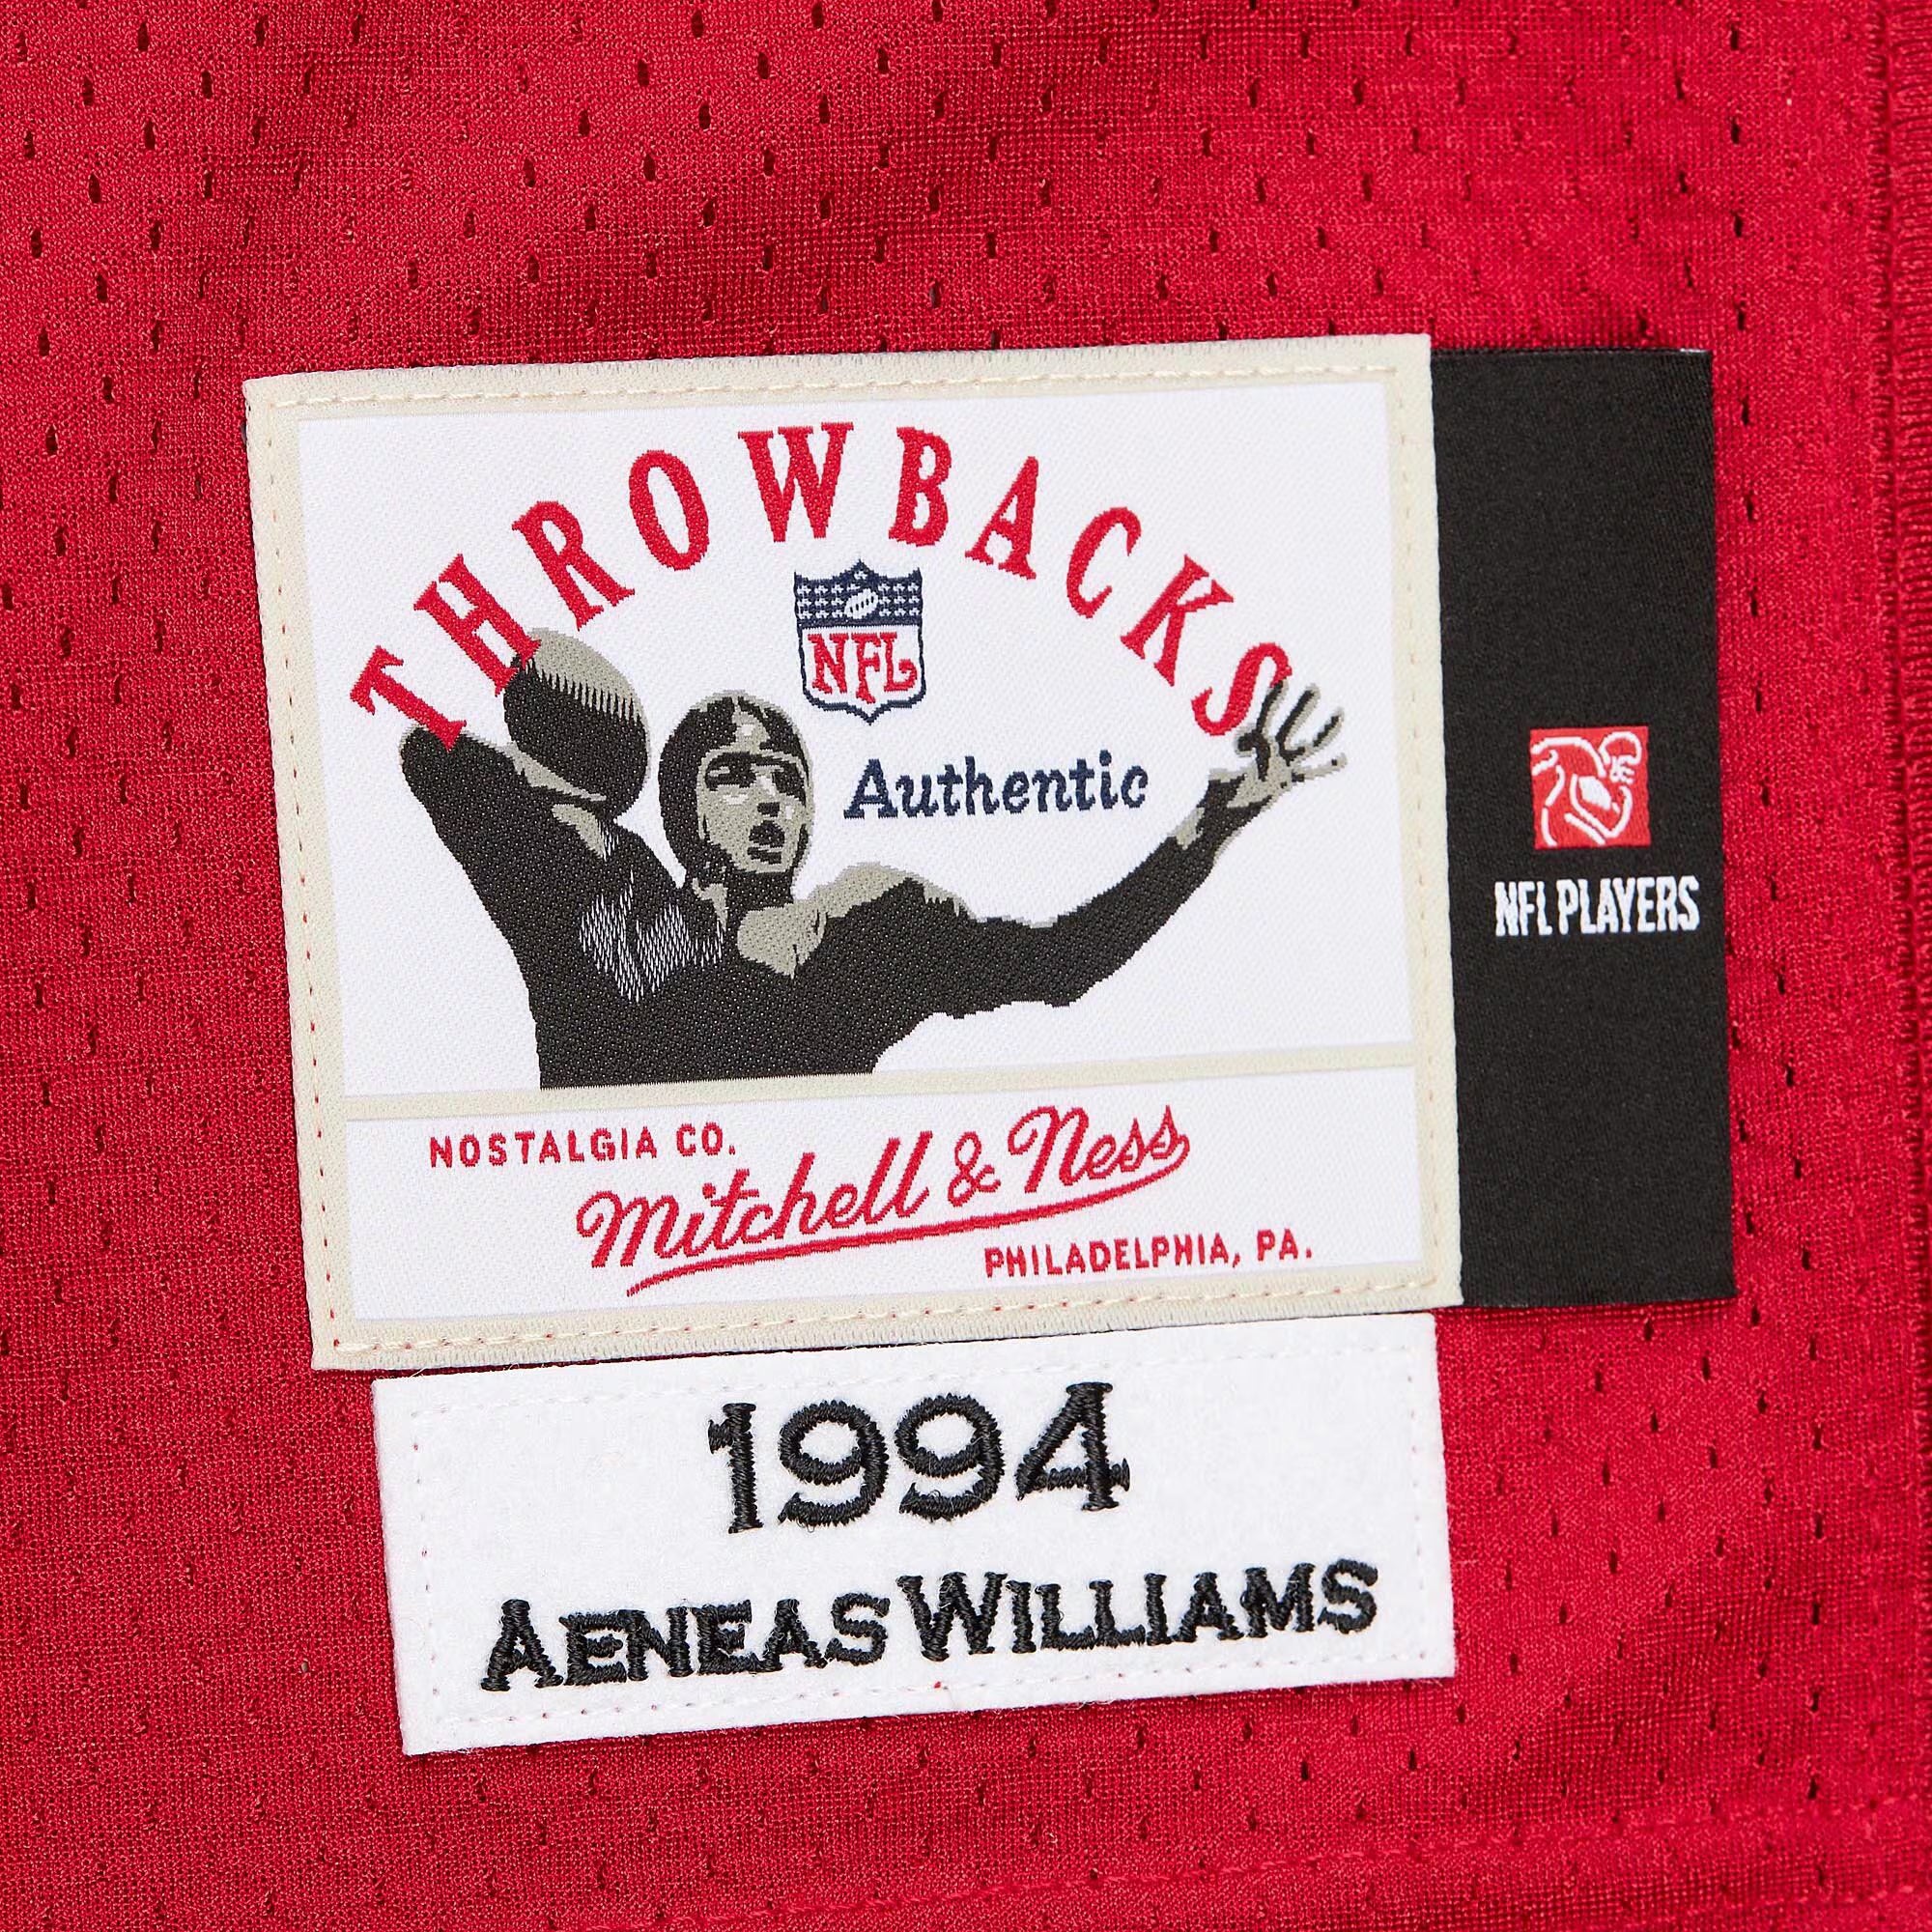 THROWBACKS
NFL
Authentic
NFL PLAYERS
NOSTALGIA CO.
Mitchell & Ness
PHILADELPHIA, PA.
1994
AENEAS WILLIAMS